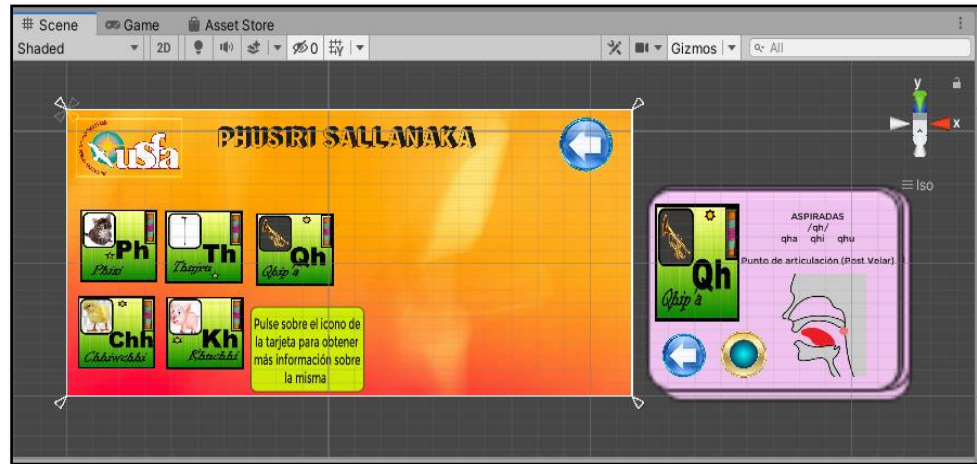 Scene Game Asset Store
Shaded 2D 0 Gizmos All
y
x
Iso
usfa
PHUSIRI SALLANAKA
Ph
Phisi
Th
Thujru
Qh
Qhip'a
Chh
Chhiwchhi
Kh
Khuchhi
Pulse sobre el icono de
la tarjeta para obtener
más información sobre
la misma
Qh
Qhip'a
ASPIRADAS
/qh/
qha qhi qhu
Punto de articulación (Post Velar)